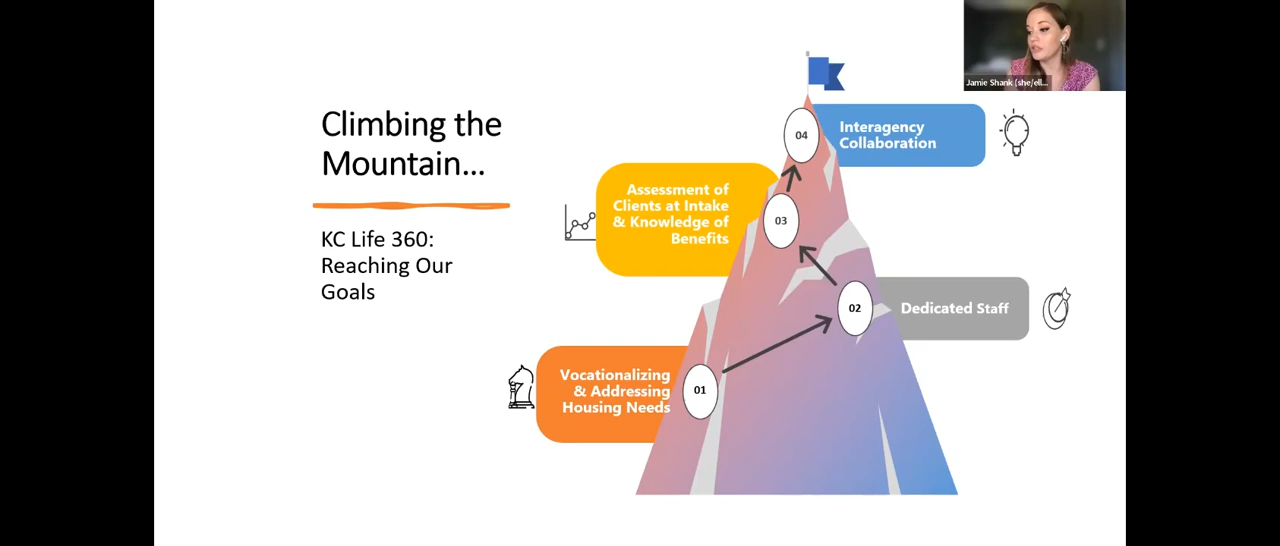 Jamie Shank (she/ell...
Climbing the
Mountain...
KC Life 360:
Reaching Our
Goals
04
Interagency
Collaboration
Assessment of
Clients at Intake
& Knowledge of
Benefits
03
02
Dedicated Staff
Vocationalizing
& Addressing
Housing Needs
01